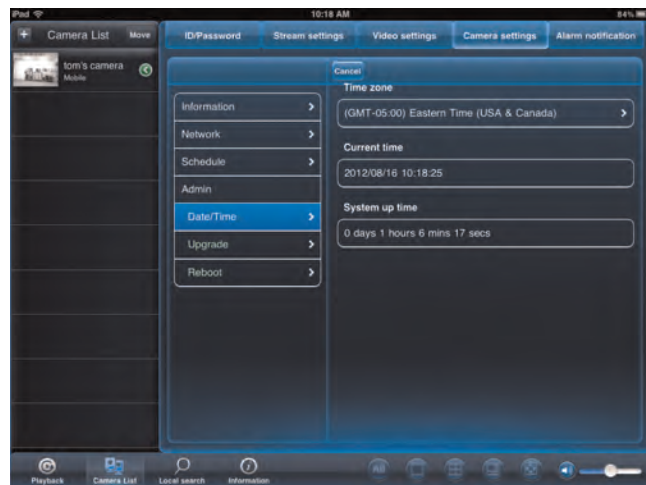 iPad
10:18 AM
84%
+ Camera List Move
ID/Password Stream settings Video settings Camera settings Alarm notification
tom's camera
Mobile
Cancel
Time zone
Information
(GMT-05:00) Eastern Time (USA & Canada)
Network
Current time
Schedule
2012/08/16 10:18:25
Admin
System up time
Date/Time
0 days 1 hours 6 mins 17 secs
Upgrade
Reboot
All
Playback Camera List Local search Information